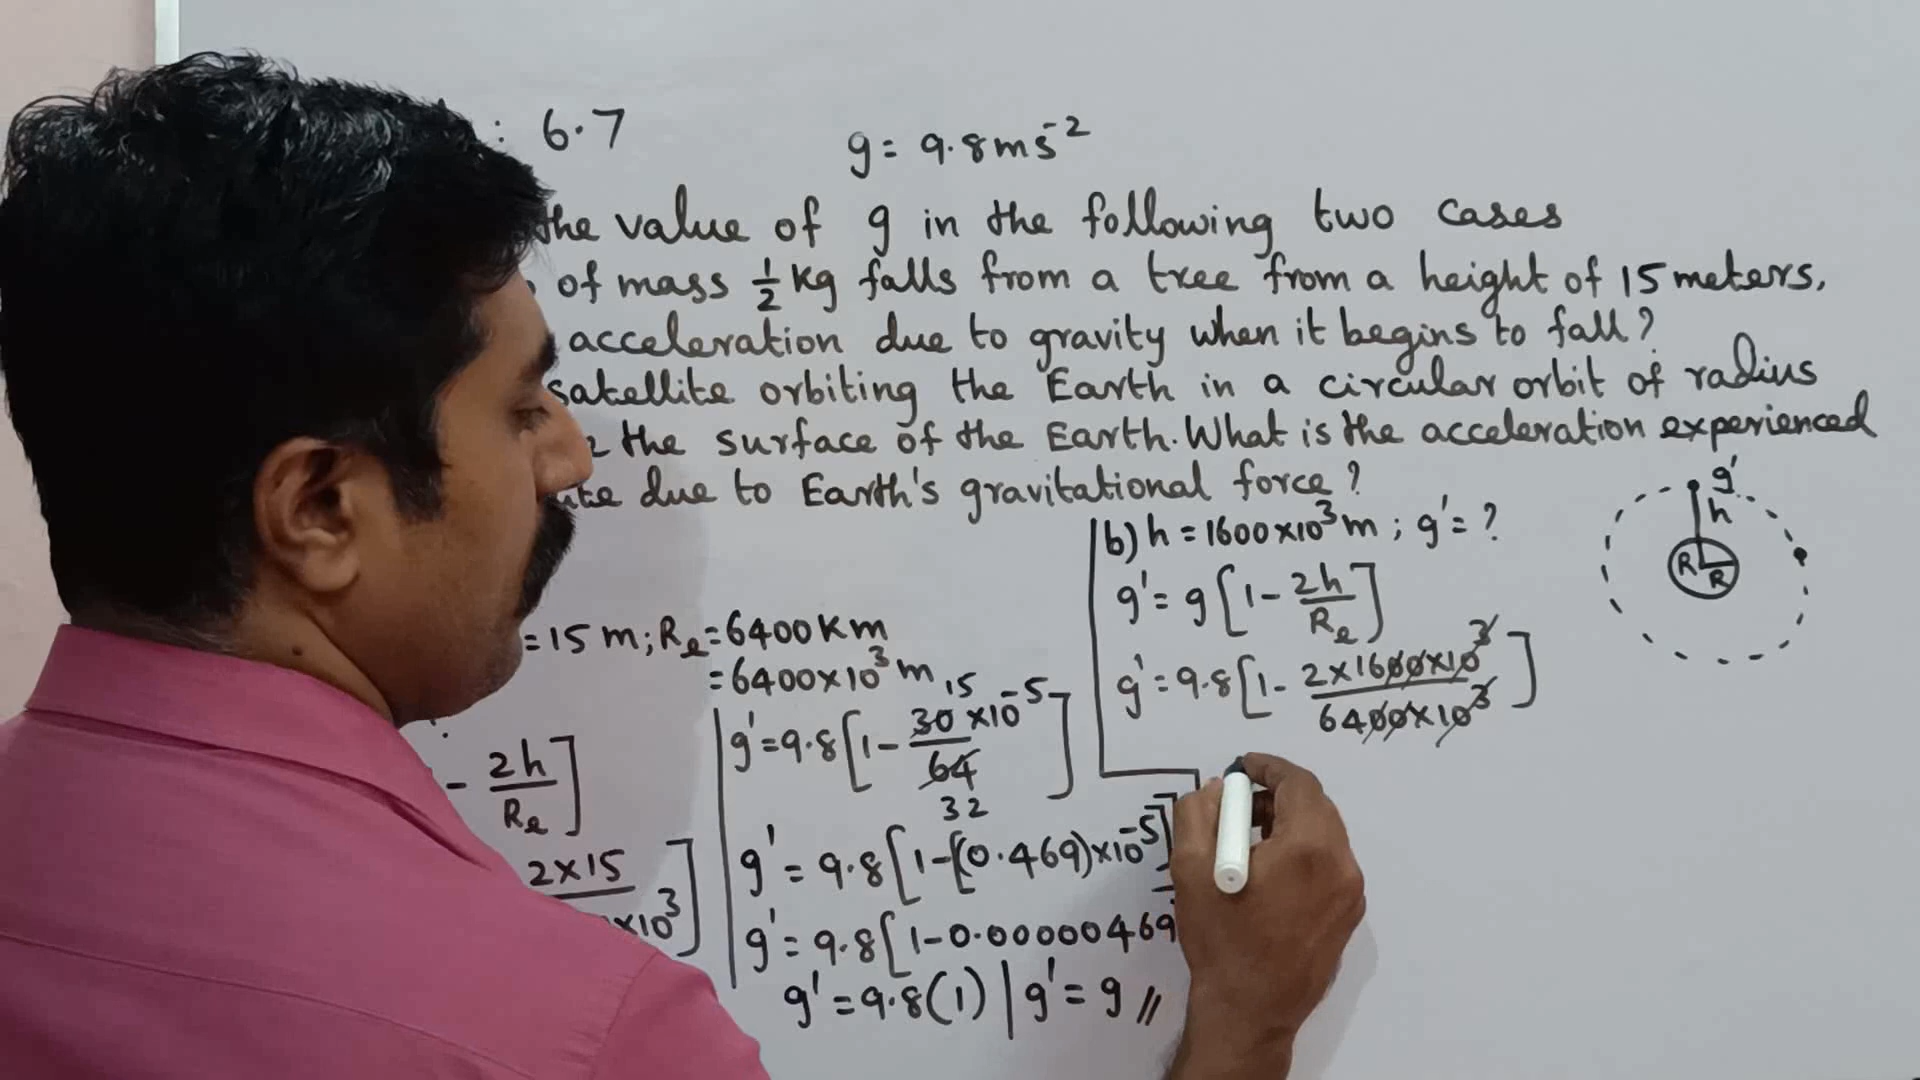 : 6.7
g = 9.8 ms⁻²
the value of g in the following two cases
of mass 1/2 kg falls from a tree from a height of 15 meters.
acceleration due to gravity when it begins to fall?
satellite orbiting the Earth in a circular orbit of radius
the surface of the Earth. What is the acceleration experienced
due to Earth's gravitational force?
= 15 m; Re = 6400 Km
= 6400×10³ m
- 2h/Re]
2×15
×10³]
g' = 9.8[1 - 30/64 ×10⁻⁵]
15
32
g' = 9.8[1-[(0.469)×10⁻⁵]
g' = 9.8[1-0.00000469
g' = 9.8(1) | g' = g //
b) h = 1600×10³ m ; g' = ?
g' = g[1 - 2h/Re]
g' = 9.8[1 - 2×1600×10³/6400×10³]
g'
h
R
R